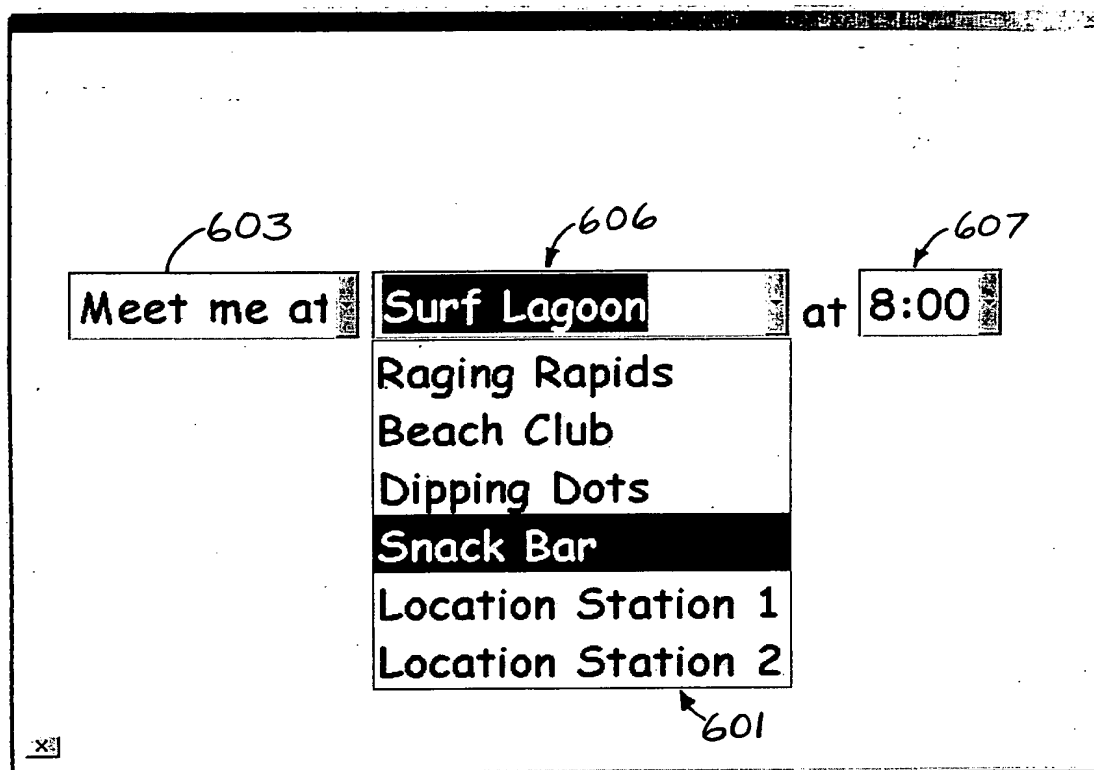 603 606 607
Meet me at Surf Lagoon at 8:00
Raging Rapids
Beach Club
Dipping Dots
Snack Bar
Location Station 1
Location Station 2
601
x